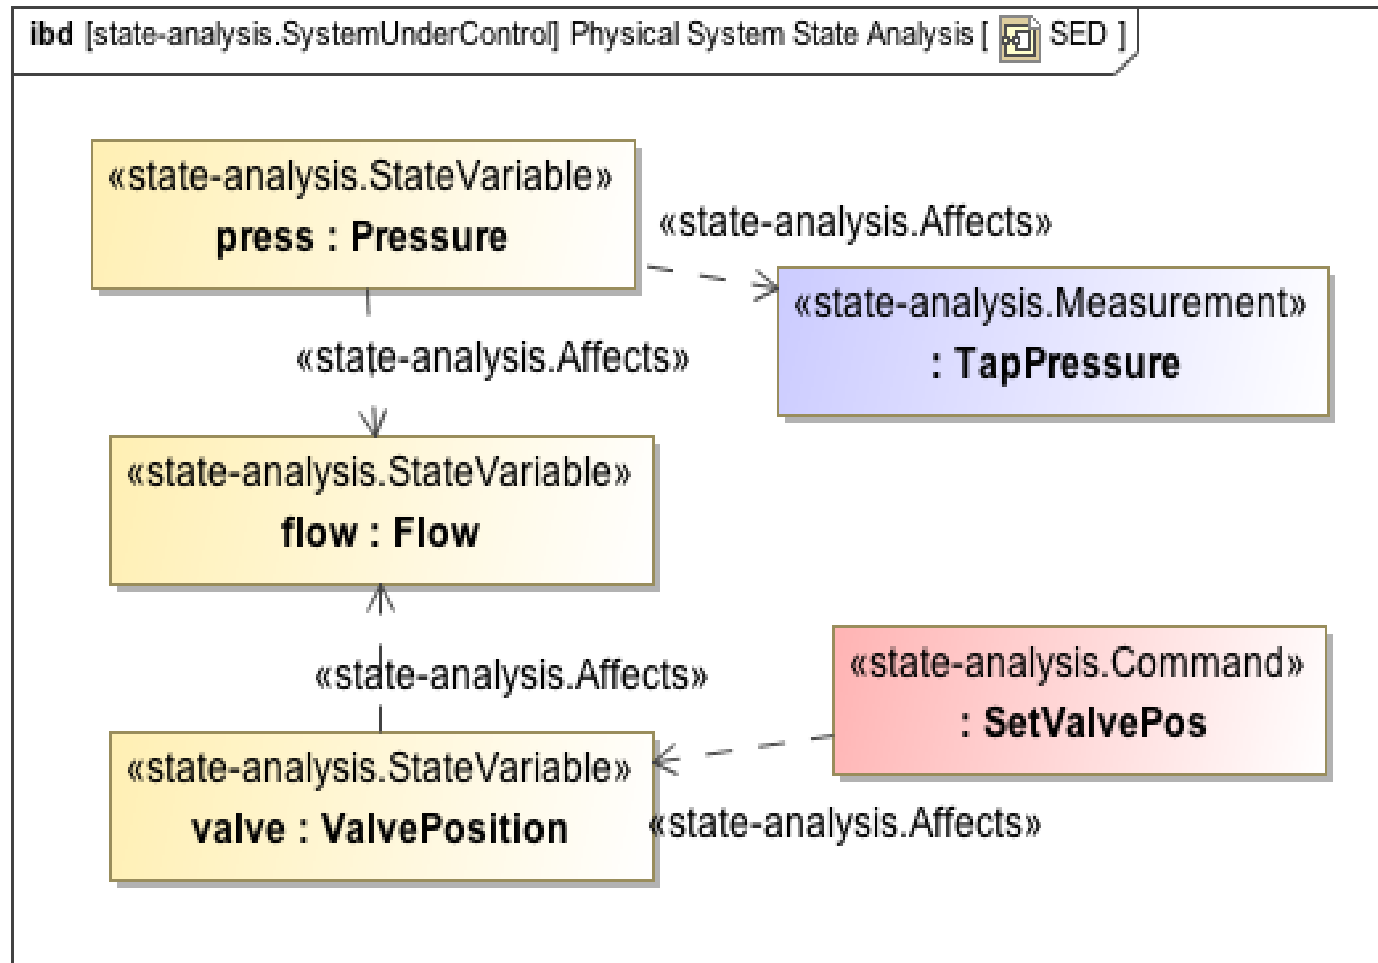 ibd [state-analysis.SystemUnderControl] Physical System State Analysis [ SED ]
«state-analysis.StateVariable»
press : Pressure
«state-analysis.Affects»
«state-analysis.Measurement»
: TapPressure
«state-analysis.Affects»
«state-analysis.StateVariable»
flow : Flow
«state-analysis.Affects»
«state-analysis.Command»
: SetValvePos
«state-analysis.StateVariable»
valve : ValvePosition
«state-analysis.Affects»